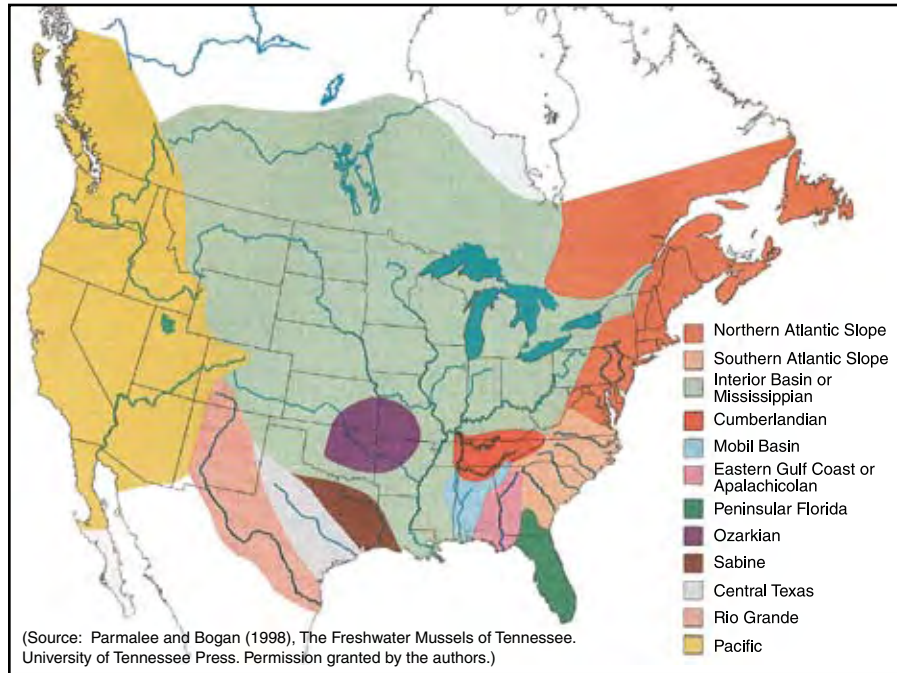 Northern Atlantic Slope
Southern Atlantic Slope
Interior Basin or
Mississippian
Cumberlandian
Mobil Basin
Eastern Gulf Coast or
Apalachicolan
Peninsular Florida
Ozarkian
Sabine
Central Texas
Rio Grande
Pacific
(Source: Parmalee and Bogan (1998), The Freshwater Mussels of Tennessee.
University of Tennessee Press. Permission granted by the authors.)